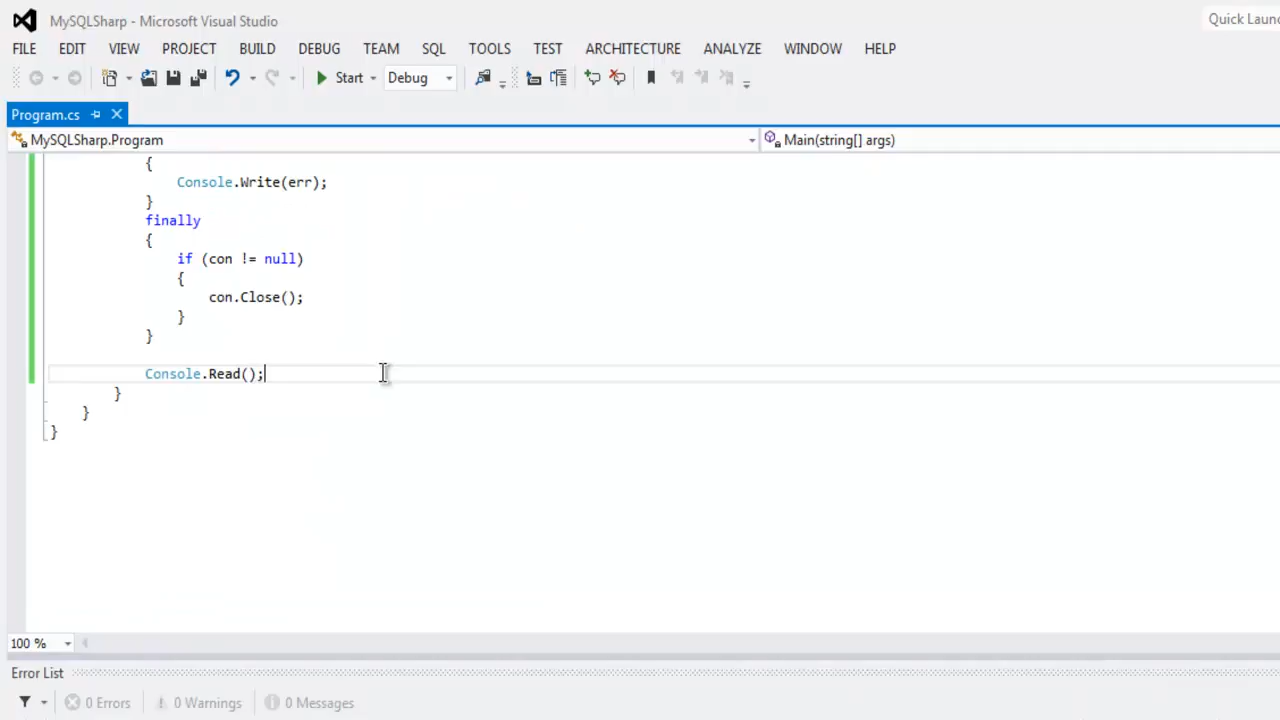 MySQLSharp - Microsoft Visual Studio
FILE EDIT VIEW PROJECT BUILD DEBUG TEAM SQL TOOLS TEST ARCHITECTURE ANALYZE WINDOW HELP
Quick Laun
Start Debug
Program.cs
MySQLSharp.Program Main(string[] args)
{
Console.Write(err);
}
finally
{
if (con != null)
{
con.Close();
}
}
Console.Read();
}
}
}
100 %
Error List
0 Errors 0 Warnings 0 Messages